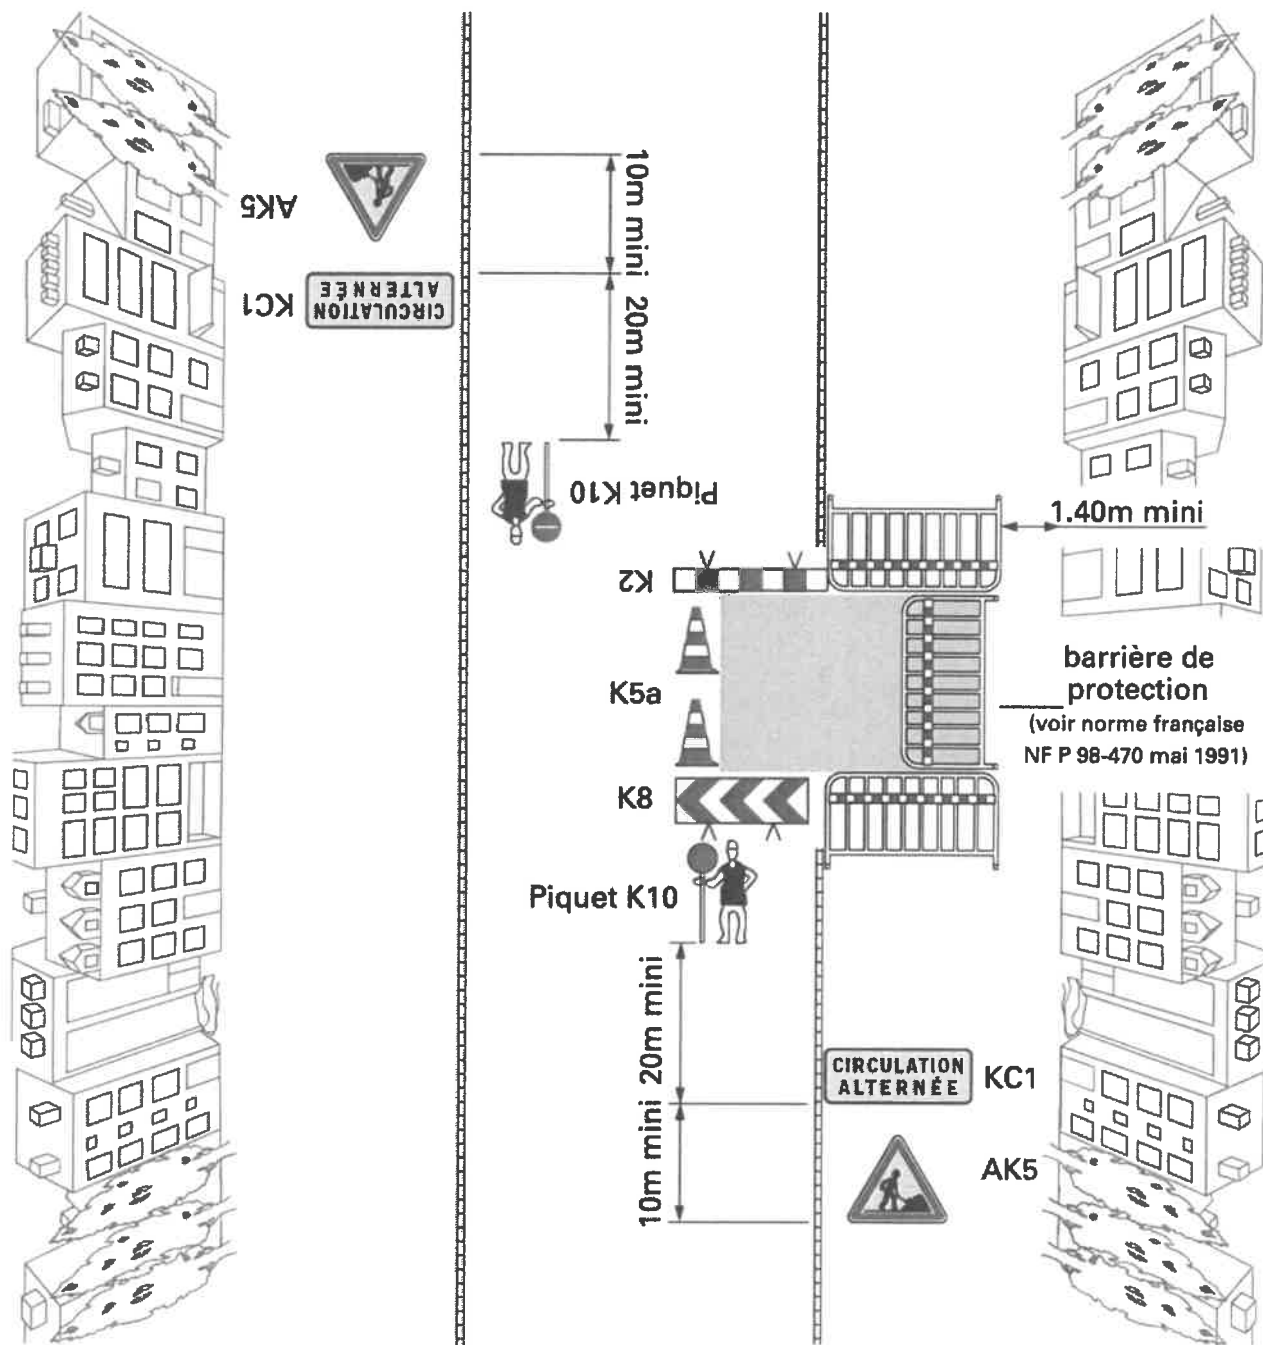 10m mini
AK5
20m mini
KC1
CIRCULATION
ALTERNÉE
Piquet K10
1.40m mini
K2
barrière de
protection
(voir norme française
NF P 98-470 mai 1991)
K5a
K8
Piquet K10
20m mini
CIRCULATION
ALTERNÉE
KC1
10m mini
AK5